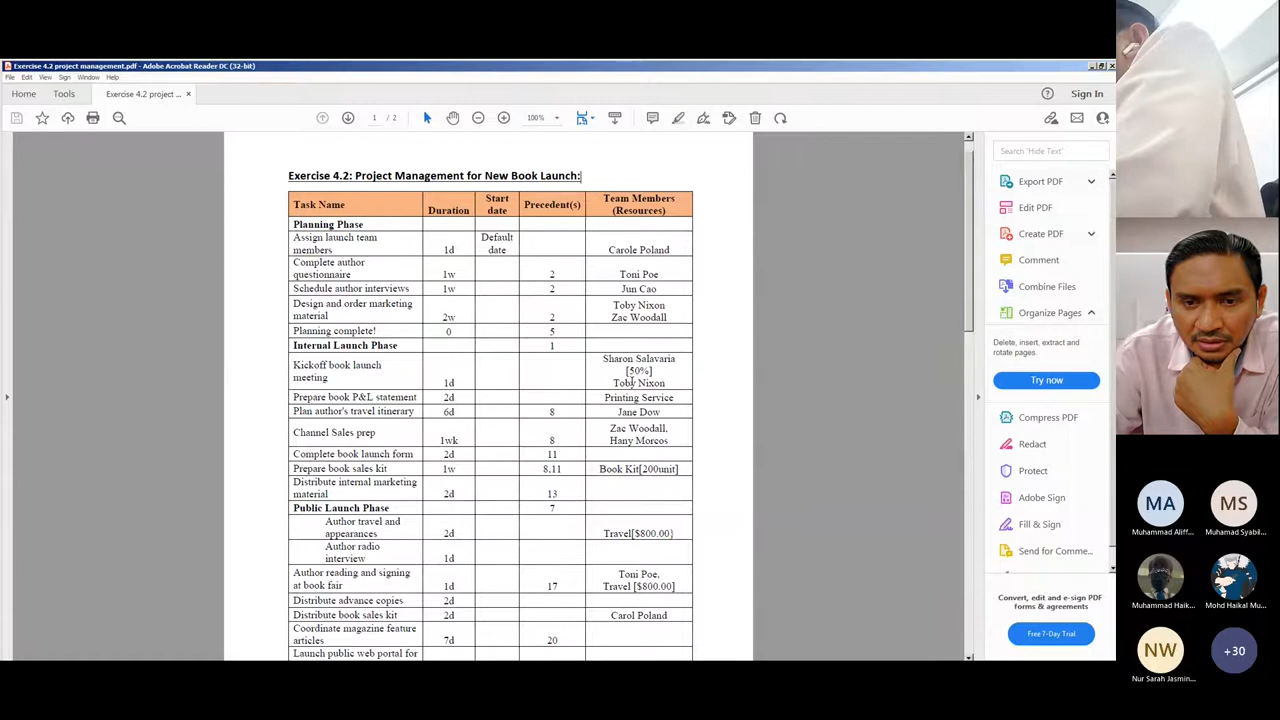 Exercise 4.2 project management.pdf - Adobe Acrobat Reader DC (32-bit)
File Edit View Sign Window Help
Home Tools Exercise 4.2 project ... × Sign In
1 / 2 100%
Exercise 4.2: Project Management for New Book Launch:
Task Name Duration Start date Precedent(s) Team Members (Resources)
Planning Phase
Assign launch team members 1d Default date Carole Poland
Complete author questionnaire 1w 2 Toni Poe
Schedule author interviews 1w 2 Jun Cao
Design and order marketing material 2w 2 Toby Nixon Zac Woodall
Planning complete! 0 5
Internal Launch Phase 1
Kickoff book launch meeting 1d Sharon Salavaria [50%] Toby Nixon
Prepare book P&L statement 2d Printing Service
Plan author's travel itinerary 6d 8 Jane Dow
Channel Sales prep 1wk 8 Zac Woodall, Hany Morcos
Complete book launch form 2d 11
Prepare book sales kit 1w 8,11 Book Kit[200unit]
Distribute internal marketing material 2d 13
Public Launch Phase 7
Author travel and appearances 2d Travel[$800.00}
Author radio interview 1d
Author reading and signing at book fair 1d 17 Toni Poe, Travel [$800.00]
Distribute advance copies 2d
Distribute book sales kit 2d Carol Poland
Coordinate magazine feature articles 7d 20
Launch public web portal for
Search 'Hide Text'
Export PDF
Edit PDF
Create PDF
Comment
Combine Files
Organize Pages
Delete, insert, extract and
rotate pages.
Try now
Compress PDF
Redact
Protect
Adobe Sign
Fill & Sign
Send for Comme...
Convert, edit and e-sign PDF
forms & agreements
Free 7-Day Trial
MA MS
Muhammad Aliff... Muhamad Syabil...
Muhammad Haik... Mohd Haikal Mu...
NW +30
Nur Sarah Jasmin...